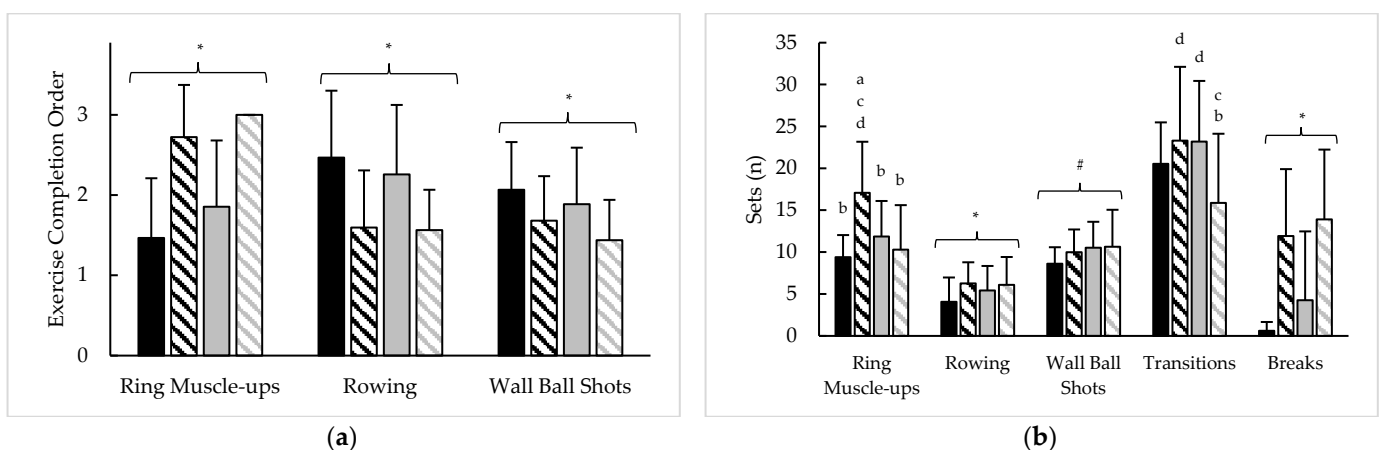 Exercise Completion Order
3
2
1
0
*
*
*
Ring Muscle-ups
Rowing
Wall Ball Shots
(a)
Sets (n)
35
30
25
20
15
10
5
0
b
a
c
d
b
b
*
#
d
d
c
b
*
Ring
Muscle-ups
Rowing
Wall Ball
Shots
Transitions
Breaks
(b)